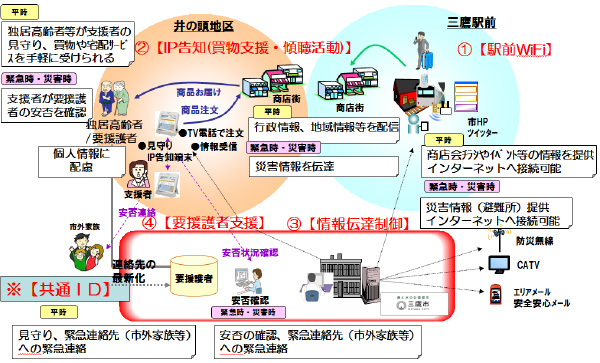 平時
独居高齢者等が支援者の
見守り、買物や宅配ｻｰﾋﾞ
ｽを手軽に受けられる
緊急時・災害時
支援者が要援護
者の安否を確認
井の頭地区
②【IP告知(買物支援・傾聴活動)】
三鷹駅前
①【駅前WiFi】
商品お届け
商品注文
商店街
商店街
独居高齢者
/要援護者
●見守り
IP告知端末
●TV電話で注文
●情報受信
支援者
個人情報に
配慮
平時
行政情報、地域情報等を配信
緊急時・災害時
災害情報を伝達
市HP
ツイッター
平時
商店会ﾁﾗｼやｲﾍﾞﾝﾄ等の情報を提供
インターネットへ接続可能
緊急時・災害時
災害情報（避難所）提供
インターネットへ接続可能
安否連絡
市外家族
④【要援護者支援】
③【情報伝達制御】
連絡先の
最新化
要援護者
安否状況確認
安否確認
※【共通ＩＤ】
三鷹市
防災無線
CATV
エリアメール
安全安心メール
平時
見守り、緊急連絡先（市外家族等）
への緊急連絡
緊急時・災害時
安否の確認、緊急連絡先（市外家族等）
への緊急連絡